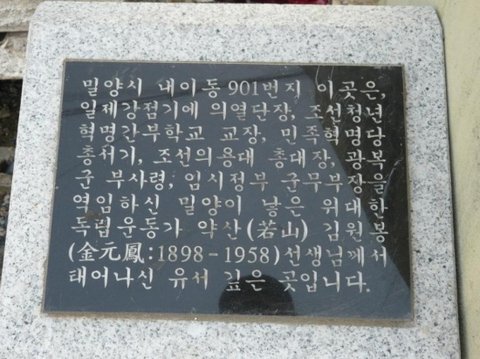 밀양시 내이동 901번지 이곳은,
일제강점기에 의열단장, 조선청년
혁명간부학교 교장, 민족혁명당
총서기, 조선의용대 총대장, 광복
군 부사령, 임시정부 군무부장을
역임하신 밀양이 낳은 위대한
독립운동가 약산(若山) 김원봉
(金元鳳:1898-1958)선생님께서
태어나신 유서 깊은 곳입니다.